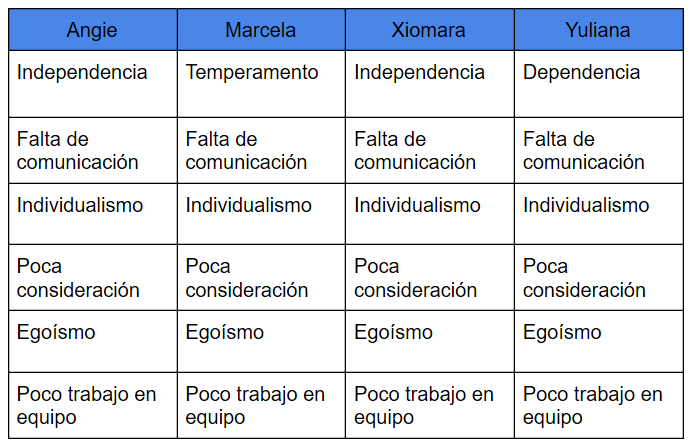 Angie Marcela Xiomara Yuliana
Independencia Temperamento Independencia Dependencia
Falta de Falta de Falta de Falta de
comunicación comunicación comunicación comunicación
Individualismo Individualismo Individualismo Individualismo
Poca Poca Poca Poca
consideración consideración consideración consideración
Egoísmo Egoísmo Egoísmo Egoísmo
Poco trabajo en Poco trabajo en Poco trabajo en Poco trabajo en
equipo equipo equipo equipo